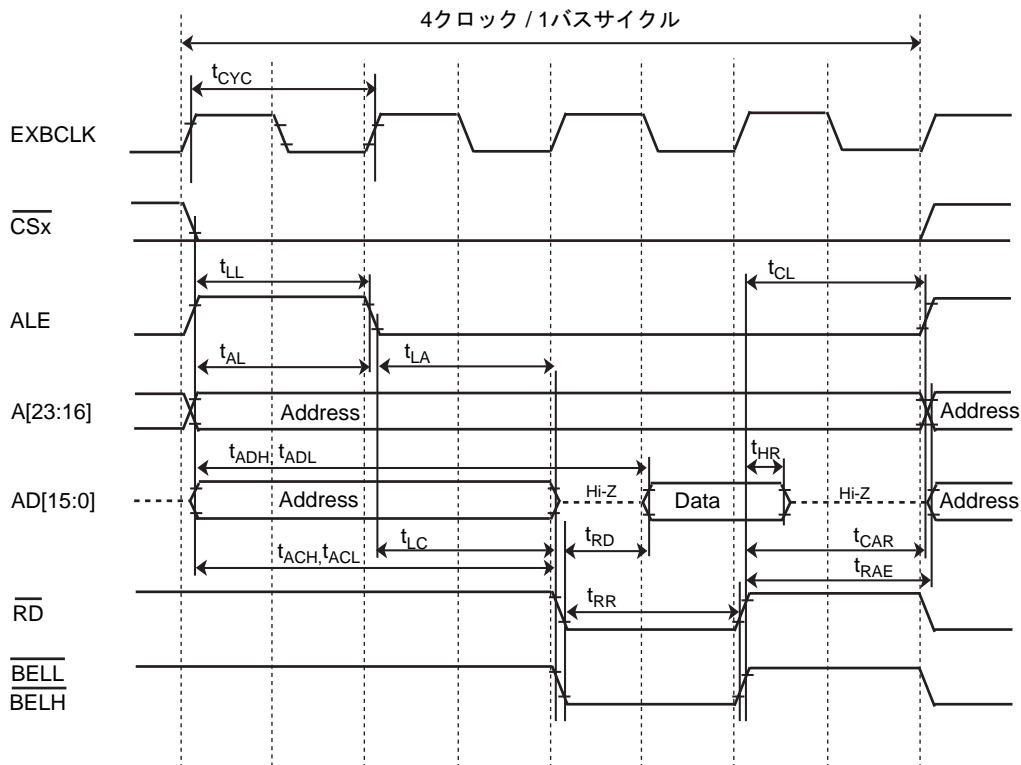 4クロック / 1バスサイクル
tCYC
EXBCLK
CSx
tLL
tCL
ALE
tAL
tLA
A[23:16]
Address
Address
tADH, tADL
tHR
AD[15:0]
Address
Hi-Z
Data
Hi-Z
Address
tLC
tRD
tCAR
tACH,tACL
tRAE
RD
tRR
BELL
BELH